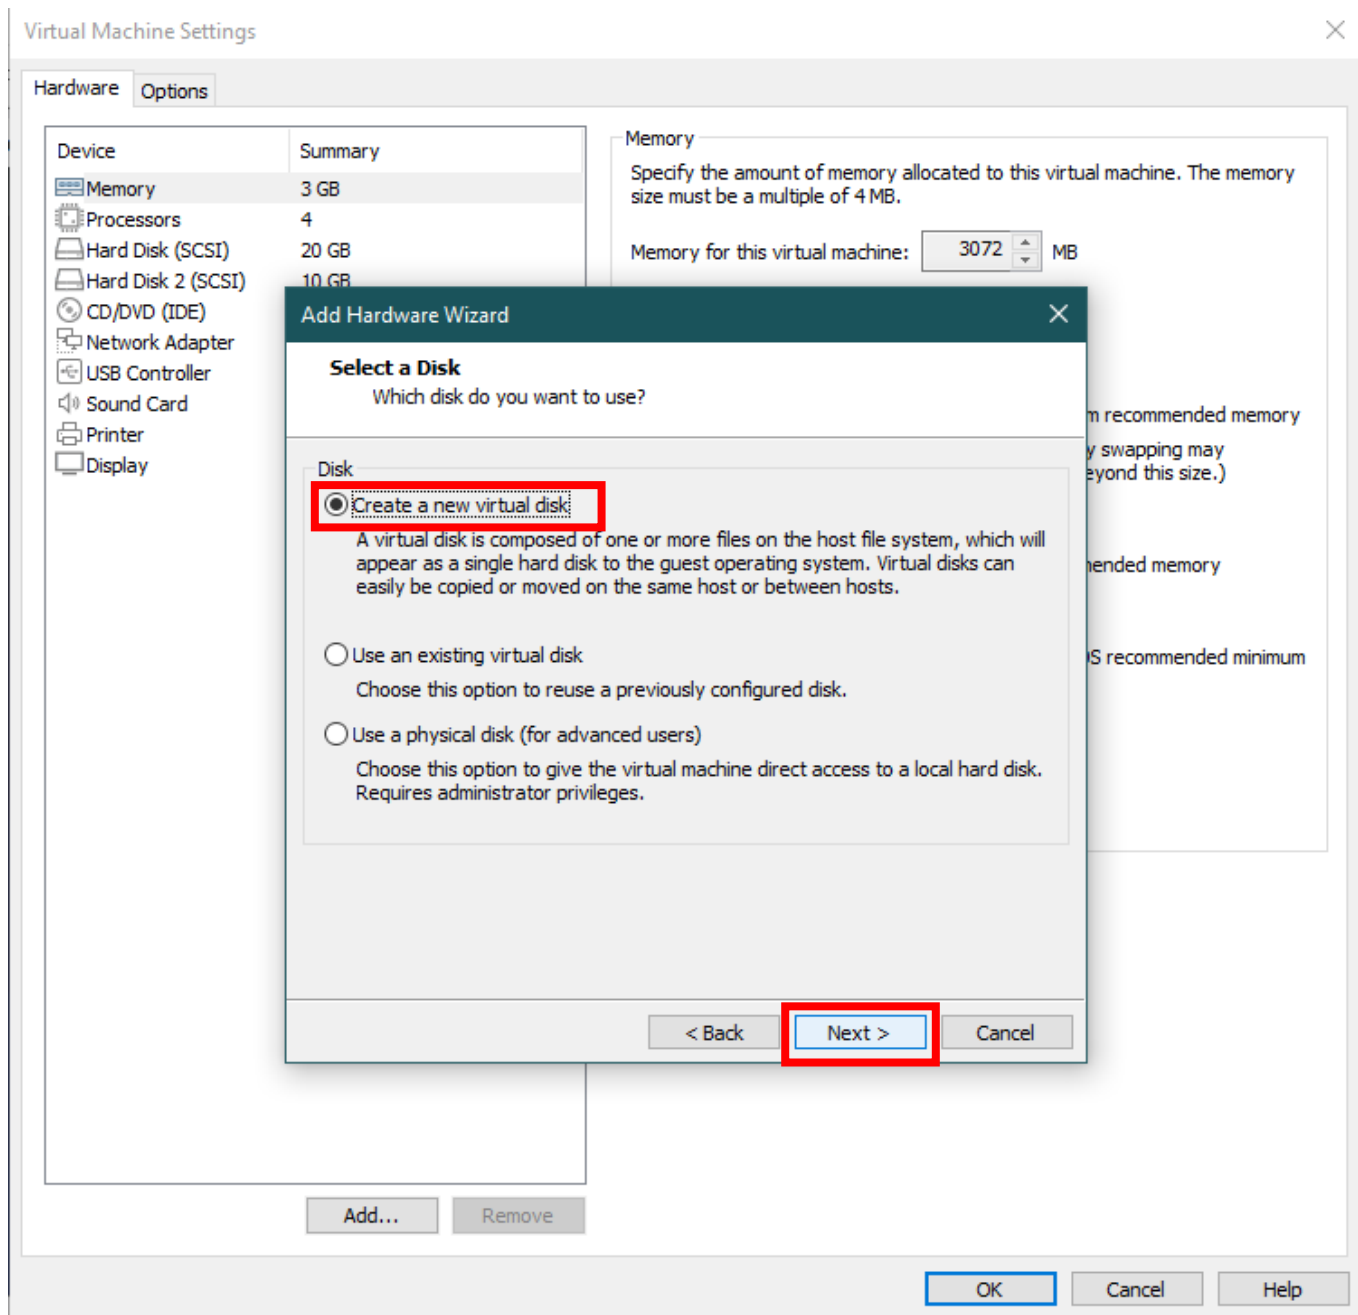 Virtual Machine Settings
Hardware
Options
Device Summary
Memory 3 GB
Processors 4
Hard Disk (SCSI) 20 GB
Hard Disk 2 (SCSI) 10 GB
CD/DVD (IDE)
Network Adapter
USB Controller
Sound Card
Printer
Display
Add...
Remove
Memory
Specify the amount of memory allocated to this virtual machine. The memory
size must be a multiple of 4 MB.
Memory for this virtual machine: 3072 MB
recommended memory
swapping may
this size.)
memory
recommended minimum
Add Hardware Wizard
Select a Disk
Which disk do you want to use?
Disk
Create a new virtual disk
A virtual disk is composed of one or more files on the host file system, which will
appear as a single hard disk to the guest operating system. Virtual disks can
easily be copied or moved on the same host or between hosts.
Use an existing virtual disk
Choose this option to reuse a previously configured disk.
Use a physical disk (for advanced users)
Choose this option to give the virtual machine direct access to a local hard disk.
Requires administrator privileges.
< Back
Next >
Cancel
OK
Cancel
Help